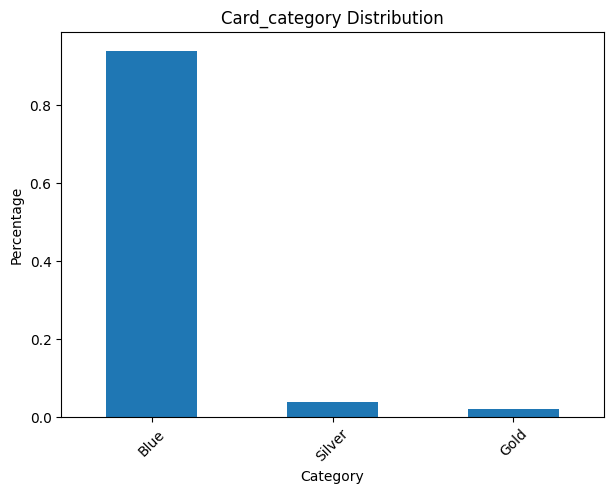 Card_category Distribution
Percentage
0.8
0.6
0.4
0.2
0.0
Blue
Silver
Gold
Category